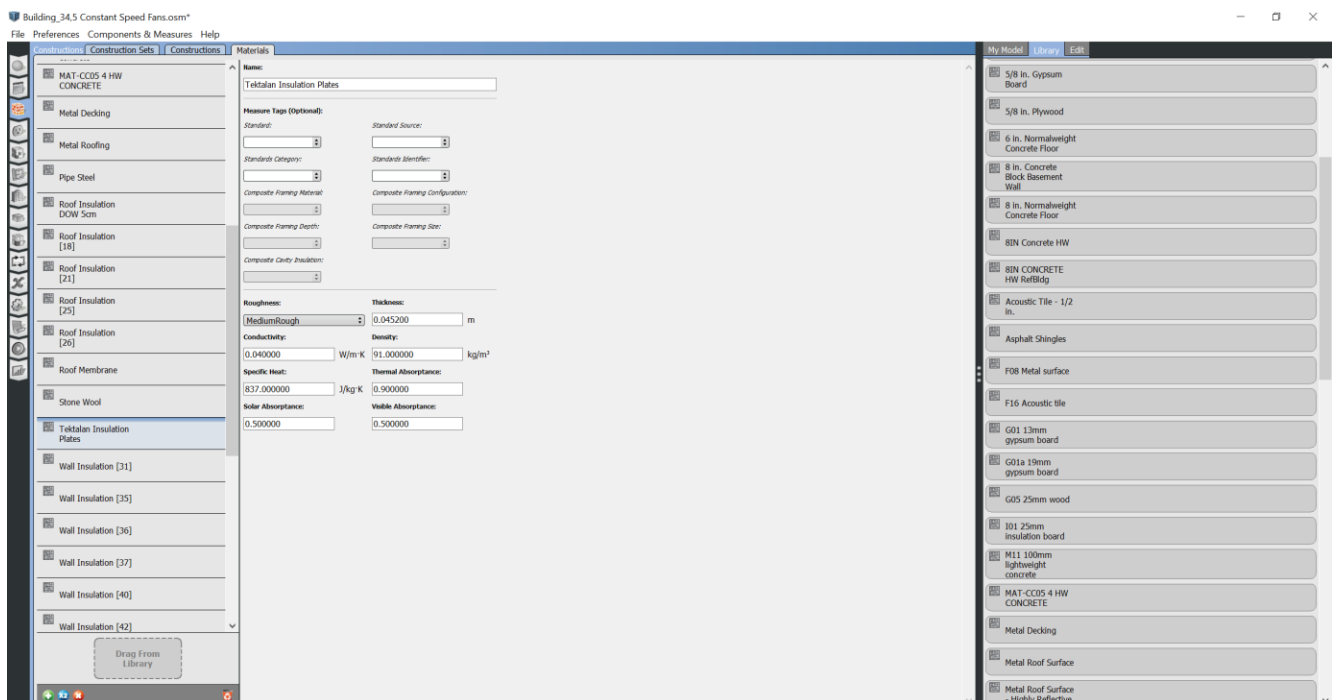 Building_34,5 Constant Speed Fans.osm*
File Preferences Components & Measures Help
Constructions Construction Sets Constructions Materials
My Model Library Edit
MAT-CC05 4 HW
CONCRETE
Metal Decking
Metal Roofing
Pipe Steel
Roof Insulation
DOW 5cm
Roof Insulation
[18]
Roof Insulation
[21]
Roof Insulation
[25]
Roof Insulation
[26]
Roof Membrane
Stone Wool
Tektalan Insulation
Plates
Wall Insulation [31]
Wall Insulation [35]
Wall Insulation [36]
Wall Insulation [37]
Wall Insulation [40]
Wall Insulation [42]
Drag From
Library
Name:
Tektalan Insulation Plates
Measure Tags (Optional):
Standard: Standard Source:
Standards Category: Standards Identifier:
Composite Framing Material: Composite Framing Configuration:
Composite Framing Depth: Composite Framing Size:
Composite Cavity Insulation:
Roughness: Thickness:
MediumRough 0.045200 m
Conductivity: Density:
0.040000 W/m·K 91.000000 kg/m³
Specific Heat: Thermal Absorptance:
837.000000 J/kg·K 0.900000
Solar Absorptance: Visible Absorptance:
0.500000 0.500000
5/8 in. Gypsum
Board
5/8 in. Plywood
6 in. Normalweight
Concrete Floor
8 in. Concrete
Block Basement
Wall
8 in. Normalweight
Concrete Floor
8IN Concrete HW
8IN CONCRETE
HW RefBldg
Acoustic Tile - 1/2
in.
Asphalt Shingles
F08 Metal surface
F16 Acoustic tile
G01 13mm
gypsum board
G01a 19mm
gypsum board
G05 25mm wood
I01 25mm
insulation board
M11 100mm
lightweight
concrete
MAT-CC05 4 HW
CONCRETE
Metal Decking
Metal Roof Surface
Metal Roof Surface
- Highly Reflective